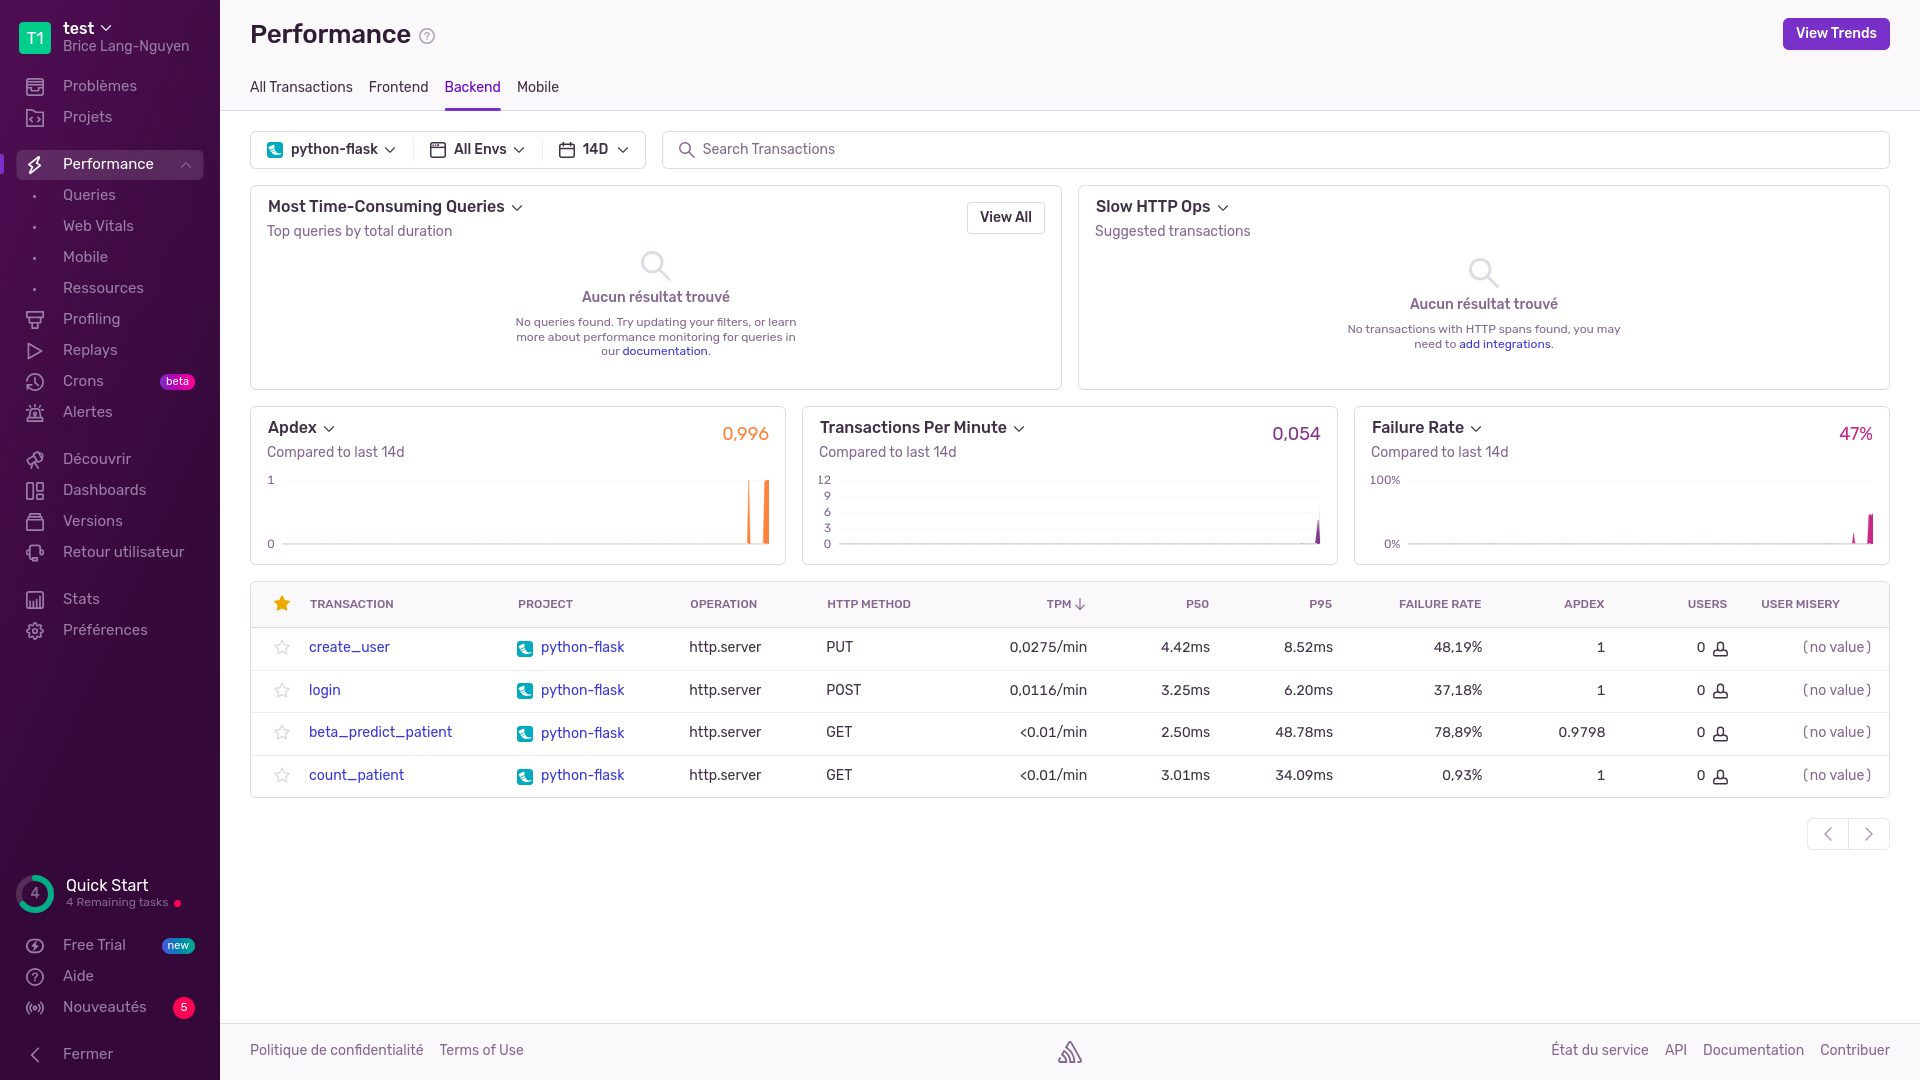 T1
test
Brice Lang-Nguyen
Problèmes
Projets
Performance
Queries
Web Vitals
Mobile
Ressources
Profiling
Replays
Crons beta
Alertes
Découvrir
Dashboards
Versions
Retour utilisateur
Stats
Préférences
4
Quick Start
4 Remaining tasks
Free Trial new
Aide
Nouveautés 5
Fermer
Performance ?
View Trends
All Transactions Frontend Backend Mobile
python-flask All Envs 14D Search Transactions
Most Time-Consuming Queries
Top queries by total duration
View All
Aucun résultat trouvé
No queries found. Try updating your filters, or learn
more about performance monitoring for queries in
our documentation.
Slow HTTP Ops
Suggested transactions
Aucun résultat trouvé
No transactions with HTTP spans found, you may
need to add integrations.
Apdex 0,996
Compared to last 14d
1
0
Transactions Per Minute 0,054
Compared to last 14d
12
9
6
3
0
Failure Rate 47%
Compared to last 14d
100%
0%
TRANSACTION PROJECT OPERATION HTTP METHOD TPM P50 P95 FAILURE RATE APDEX USERS USER MISERY
create_user python-flask http.server PUT 0,0275/min 4.42ms 8.52ms 48,19% 1 0 (no value)
login python-flask http.server POST 0,0116/min 3.25ms 6.20ms 37,18% 1 0 (no value)
beta_predict_patient python-flask http.server GET <0.01/min 2.50ms 48.78ms 78,89% 0.9798 0 (no value)
count_patient python-flask http.server GET <0.01/min 3.01ms 34.09ms 0,93% 1 0 (no value)
Politique de confidentialité Terms of Use État du service API Documentation Contribuer